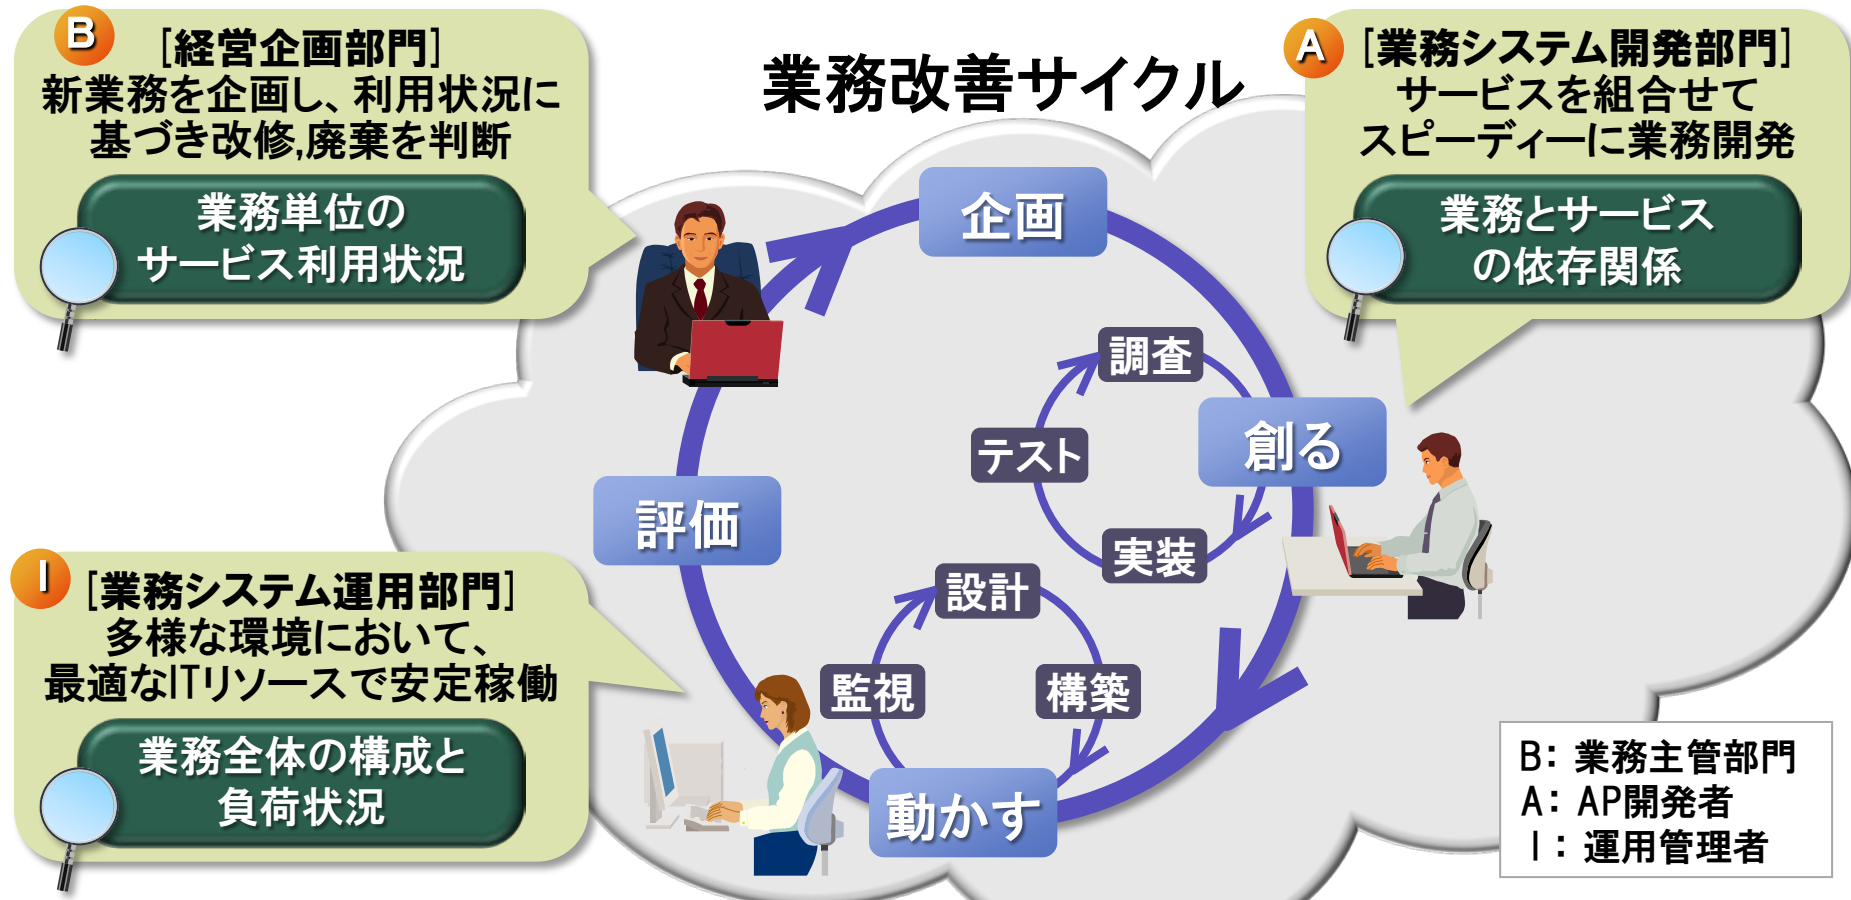 業務改善サイクル
B
[経営企画部門]
新業務を企画し、利用状況に
基づき改修,廃棄を判断
業務単位の
サービス利用状況
A
[業務システム開発部門]
サービスを組合せて
スピーディーに業務開発
業務とサービス
の依存関係
企画
調査
創る
テスト
実装
評価
設計
監視
構築
動かす
I
[業務システム運用部門]
多様な環境において、
最適なITリソースで安定稼働
業務全体の構成と
負荷状況
B: 業務主管部門
A: AP開発者
I: 運用管理者